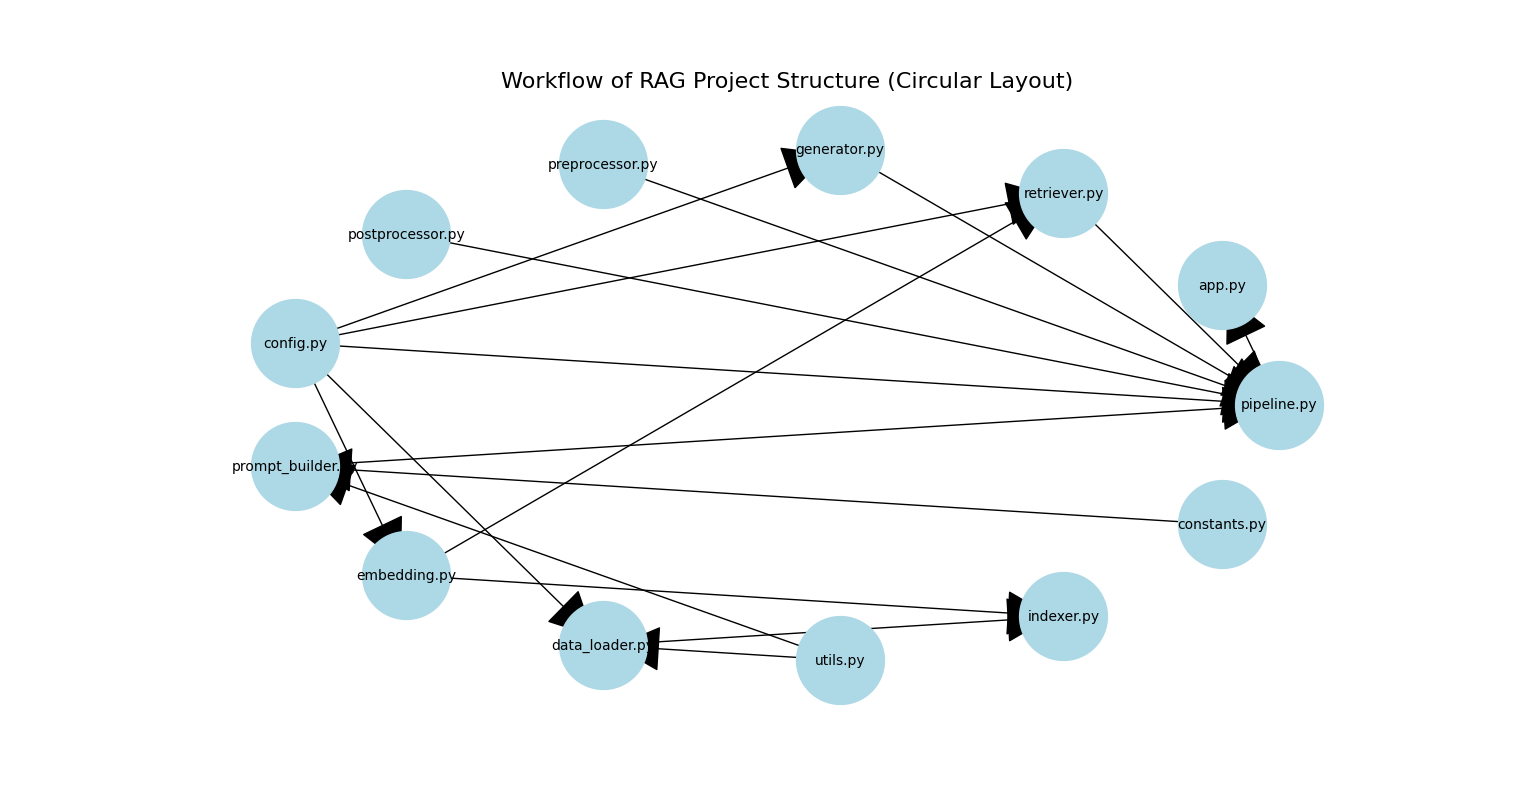 Workflow of RAG Project Structure (Circular Layout)
generator.py
preprocessor.py
retriever.py
postprocessor.py
app.py
config.py
pipeline.py
prompt_builder.py
constants.py
embedding.py
indexer.py
data_loader.py
utils.py